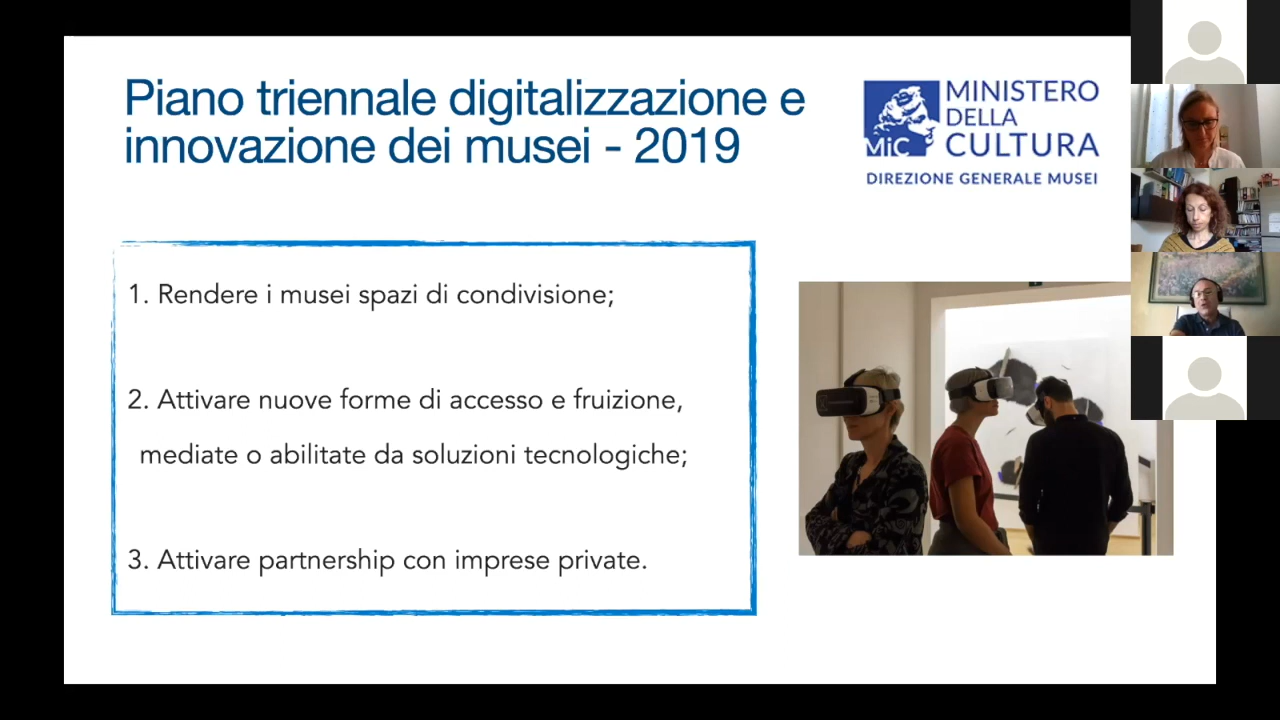 Piano triennale digitalizzazione e
innovazione dei musei - 2019
MiC
MINISTERO
DELLA
CULTURA
DIREZIONE GENERALE MUSEI
1. Rendere i musei spazi di condivisione;
2. Attivare nuove forme di accesso e fruizione,
mediate o abilitate da soluzioni tecnologiche;
3. Attivare partnership con imprese private.